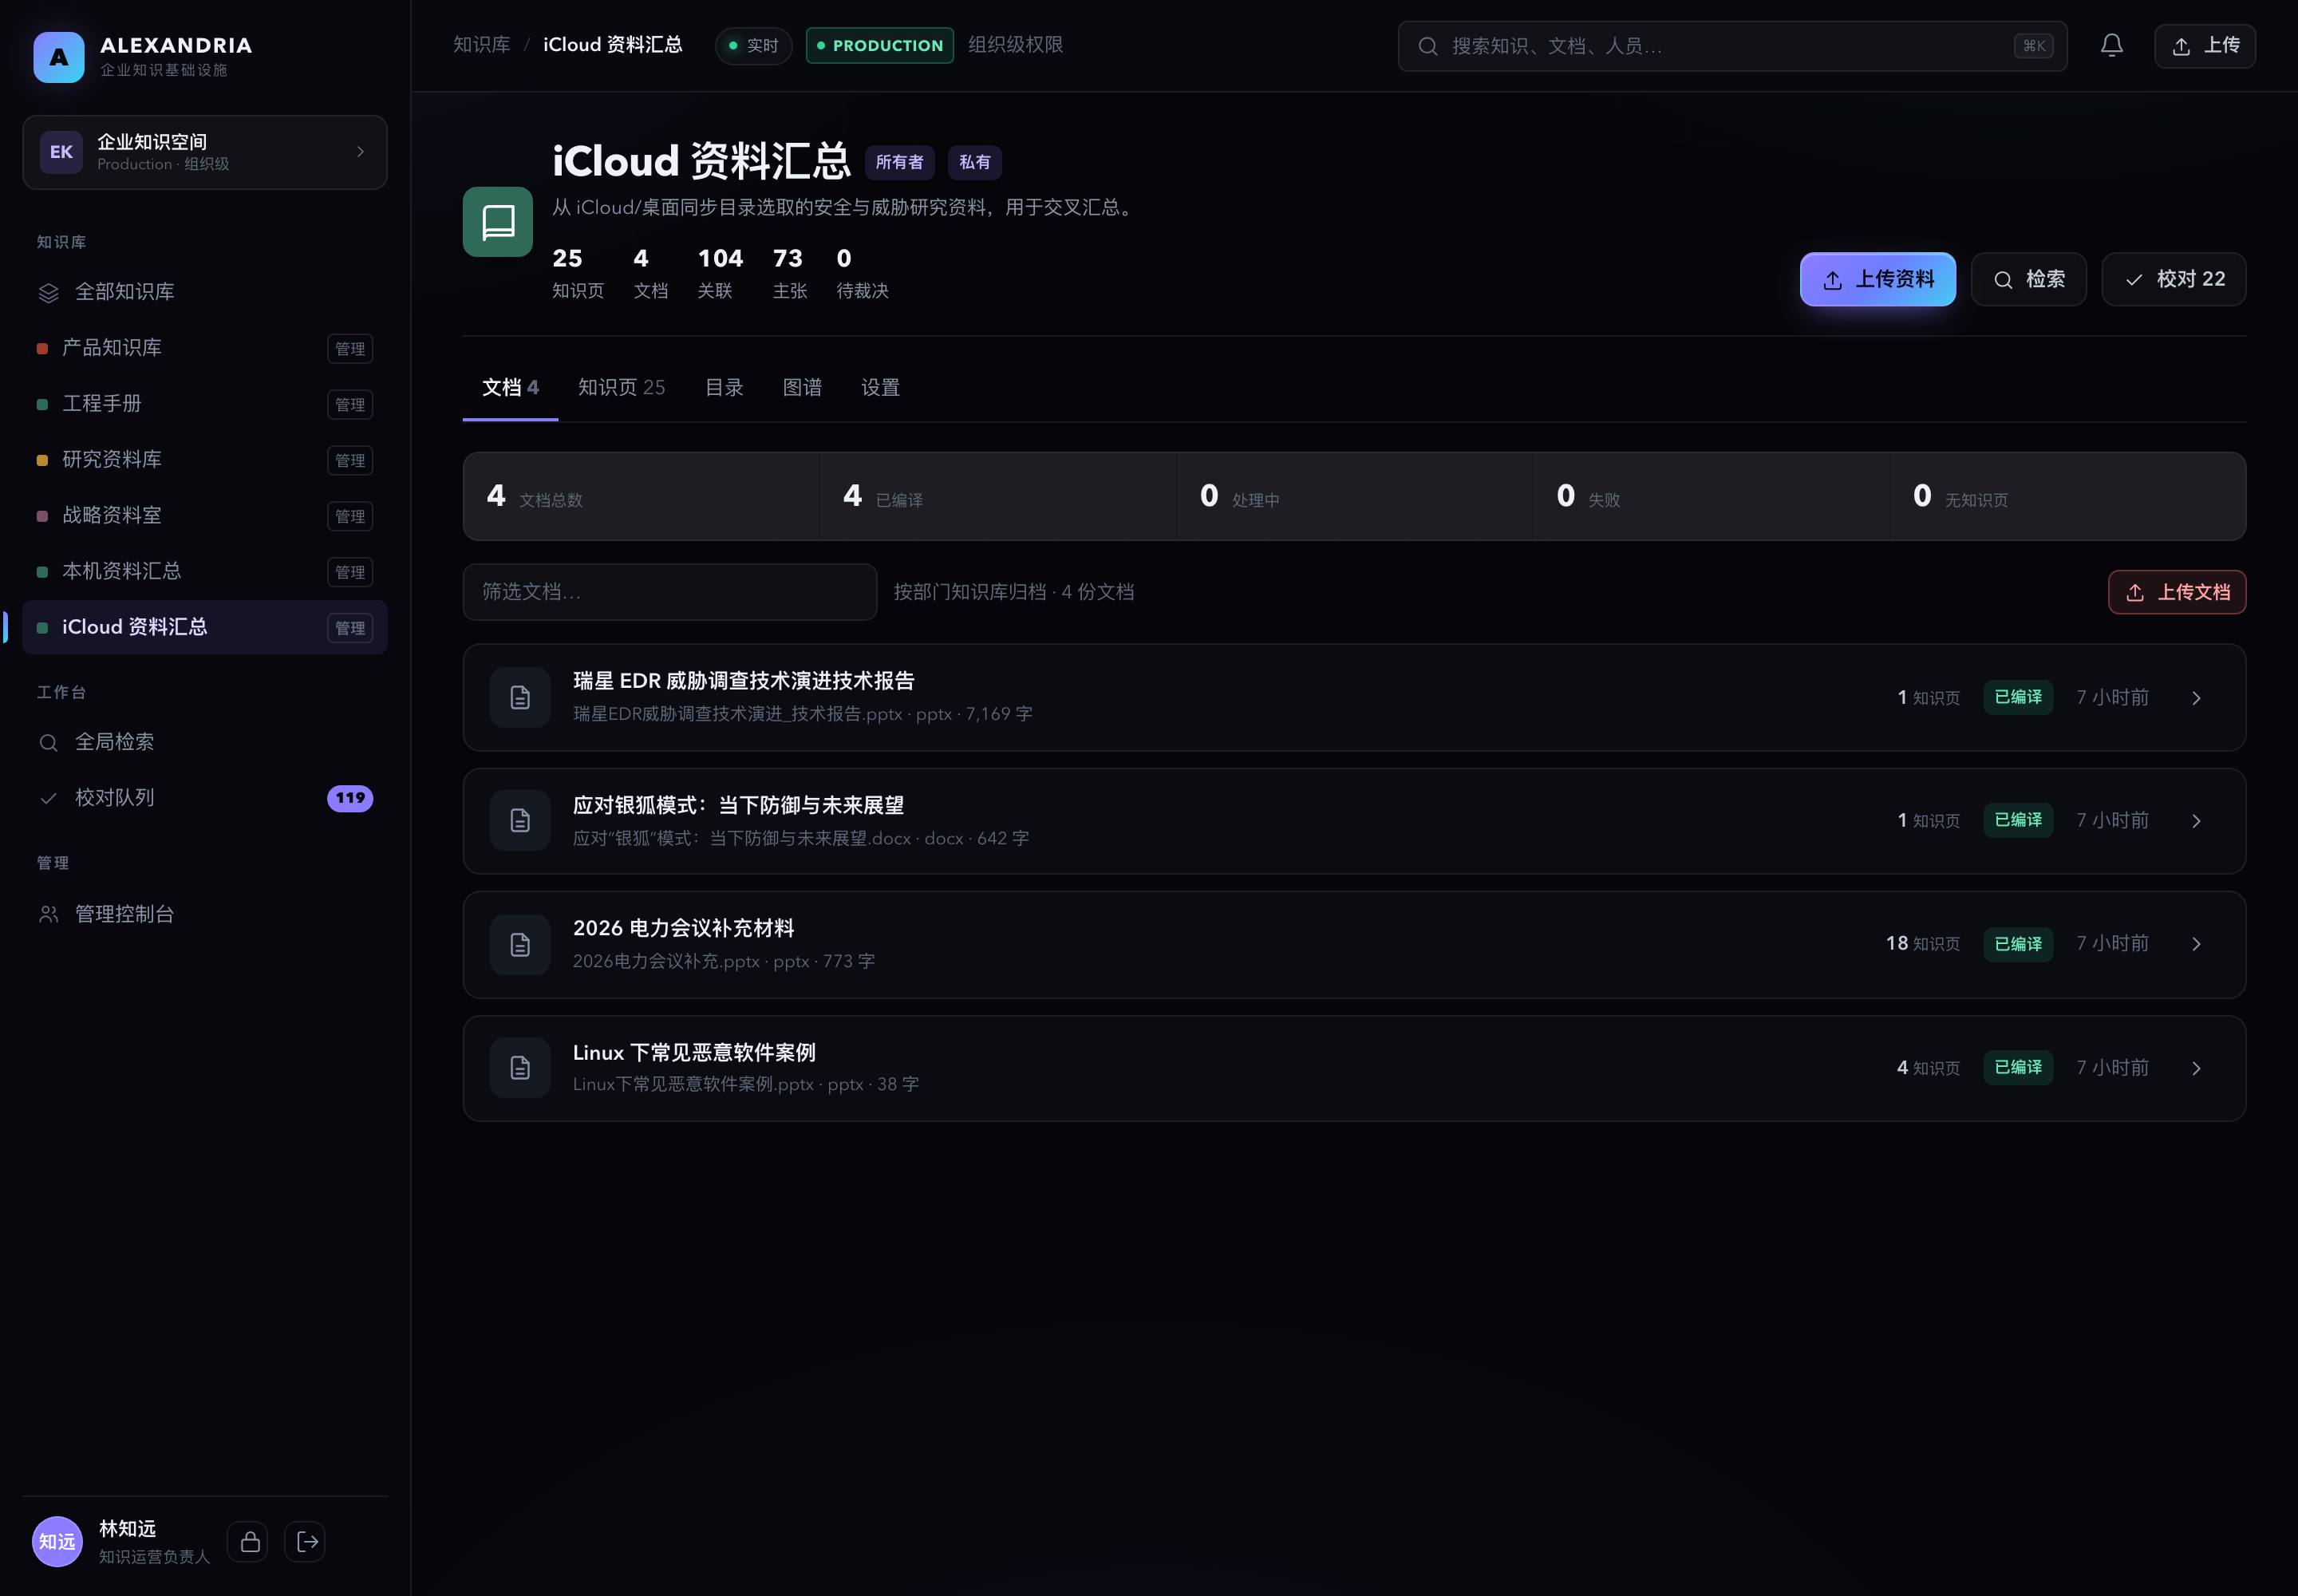 A
ALEXANDRIA
企业知识基础设施
EK
企业知识空间
Production · 组织级
知识库
全部知识库
产品知识库 管理
工程手册 管理
研究资料库 管理
战略资料室 管理
本机资料汇总 管理
iCloud 资料汇总 管理
工作台
全局检索
校对队列 119
管理
管理控制台
知远
林知远
知识运营负责人
知识库 / iCloud 资料汇总 实时 PRODUCTION 组织级权限
搜索知识、文档、人员… ⌘K
上传
iCloud 资料汇总 所有者 私有
从 iCloud/桌面同步目录选取的安全与威胁研究资料，用于交叉汇总。
25 4 104 73 0
知识页 文档 关联 主张 待裁决
上传资料 检索 校对 22
文档 4 知识页 25 目录 图谱 设置
4 文档总数 4 已编译 0 处理中 0 失败 0 无知识页
筛选文档… 按部门知识库归档 · 4 份文档 上传文档
瑞星 EDR 威胁调查技术演进技术报告
瑞星EDR威胁调查技术演进_技术报告.pptx · pptx · 7,169 字
1 知识页 已编译 7 小时前
应对银狐模式：当下防御与未来展望
应对“银狐”模式：当下防御与未来展望.docx · docx · 642 字
1 知识页 已编译 7 小时前
2026 电力会议补充材料
2026电力会议补充.pptx · pptx · 773 字
18 知识页 已编译 7 小时前
Linux 下常见恶意软件案例
Linux下常见恶意软件案例.pptx · pptx · 38 字
4 知识页 已编译 7 小时前